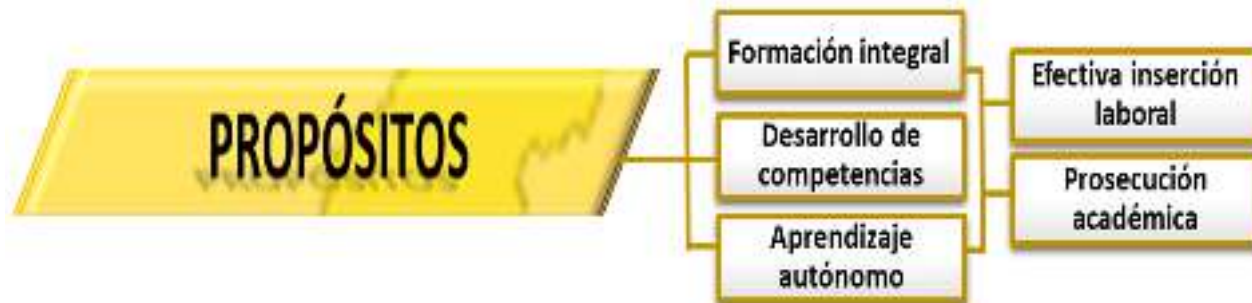 PROPÓSITOS
Formación integral
Desarrollo de
competencias
Aprendizaje
autónomo
Efectiva inserción
laboral
Prosecución
académica